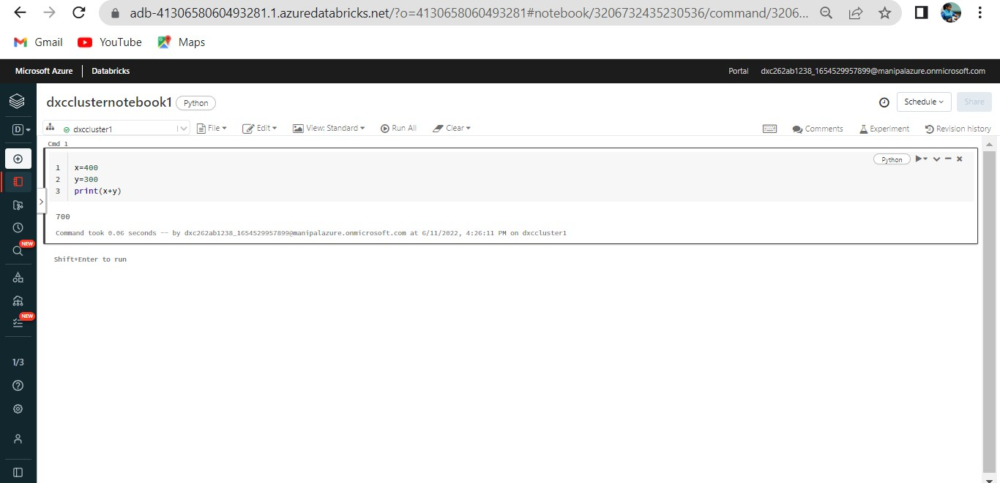 adb-4130658060493281.1.azuredatabricks.net/?o=4130658060493281#notebook/3206732435230536/command/3206...
Gmail YouTube Maps
Microsoft Azure Databricks Portal dxc262ab1238_1654529957899@manipalazure.onmicrosoft.com
dxcclusternotebook1 Python Schedule Share
D dxccluster1 File Edit View: Standard Run All Clear Comments Experiment Revision history
Cmd 1
Python
1 x=400
2 y=300
3 print(x+y)
700
Command took 0.06 seconds -- by dxc262ab1238_1654529957899@manipalazure.onmicrosoft.com at 6/11/2022, 4:26:11 PM on dxccluster1
NEW
Shift+Enter to run
NEW
1/3